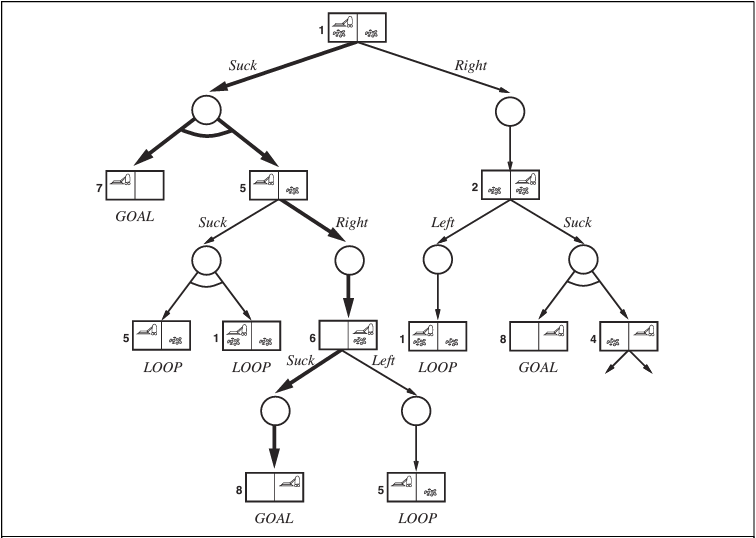 1
Suck Right
7 5 2
GOAL
Suck Right Left Suck
5 1 6 1 8 4
LOOP LOOP LOOP GOAL
Suck Left
8 5
GOAL LOOP